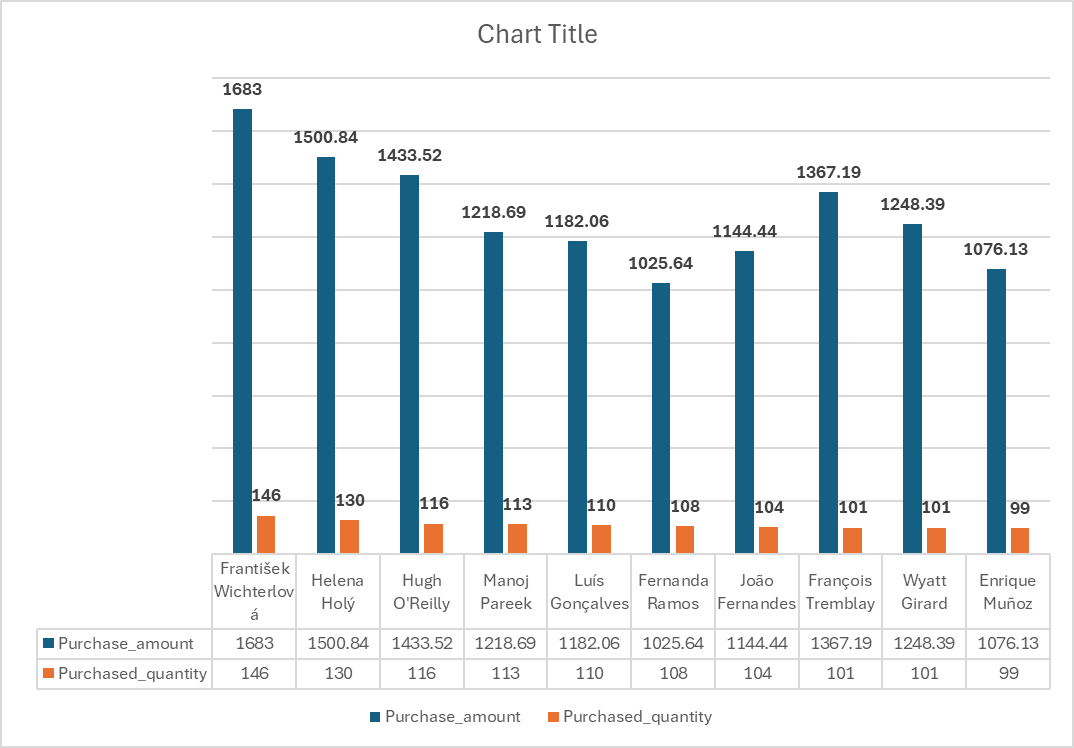 Chart Title
1683
1500.84
1433.52
1218.69
1182.06
1025.64
1144.44
1367.19
1248.39
1076.13
146
130
116
113
110
108
104
101
101
99
František
Wichterlov
á
Helena
Holý
Hugh
O'Reilly
Manoj
Pareek
Luís
Gonçalves
Fernanda
Ramos
João
Fernandes
François
Tremblay
Wyatt
Girard
Enrique
Muñoz
Purchase_amount 1683 1500.84 1433.52 1218.69 1182.06 1025.64 1144.44 1367.19 1248.39 1076.13
Purchased_quantity 146 130 116 113 110 108 104 101 101 99
Purchase_amount Purchased_quantity